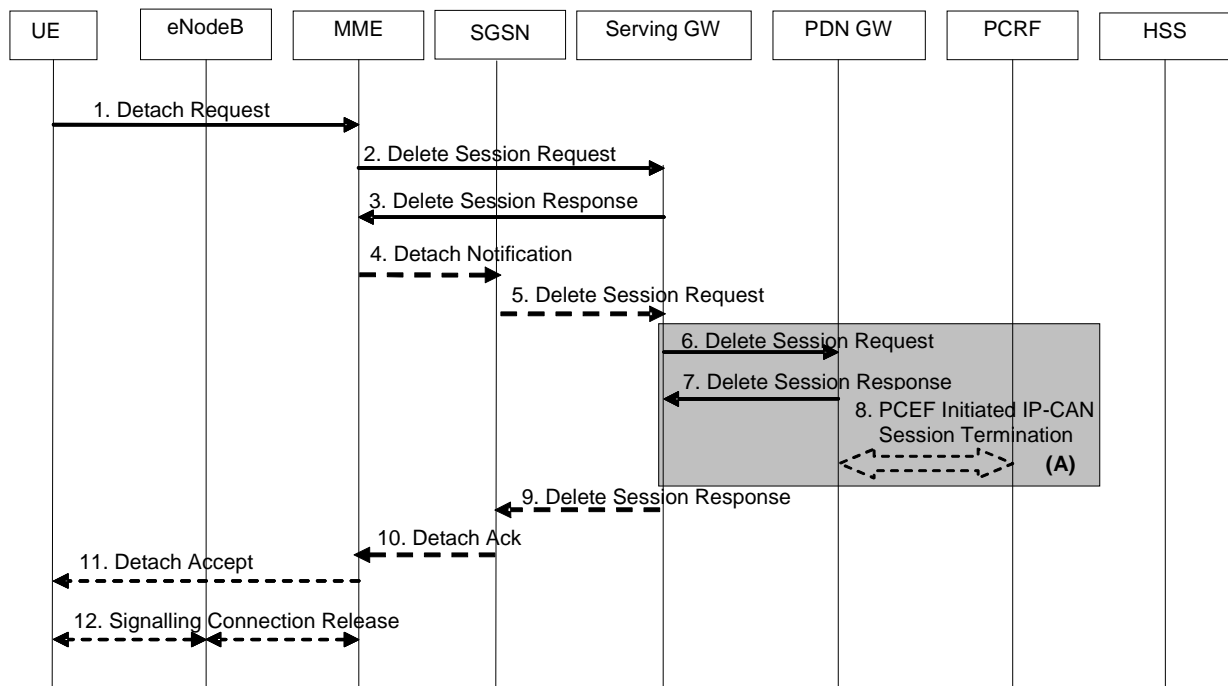 UE
eNodeB
MME
SGSN
Serving GW
PDN GW
PCRF
HSS
1. Detach Request
2. Delete Session Request
3. Delete Session Response
4. Detach Notification
5. Delete Session Request
6. Delete Session Request
7. Delete Session Response
8. PCEF Initiated IP-CAN
Session Termination
(A)
9. Delete Session Response
10. Detach Ack
11. Detach Accept
12. Signalling Connection Release